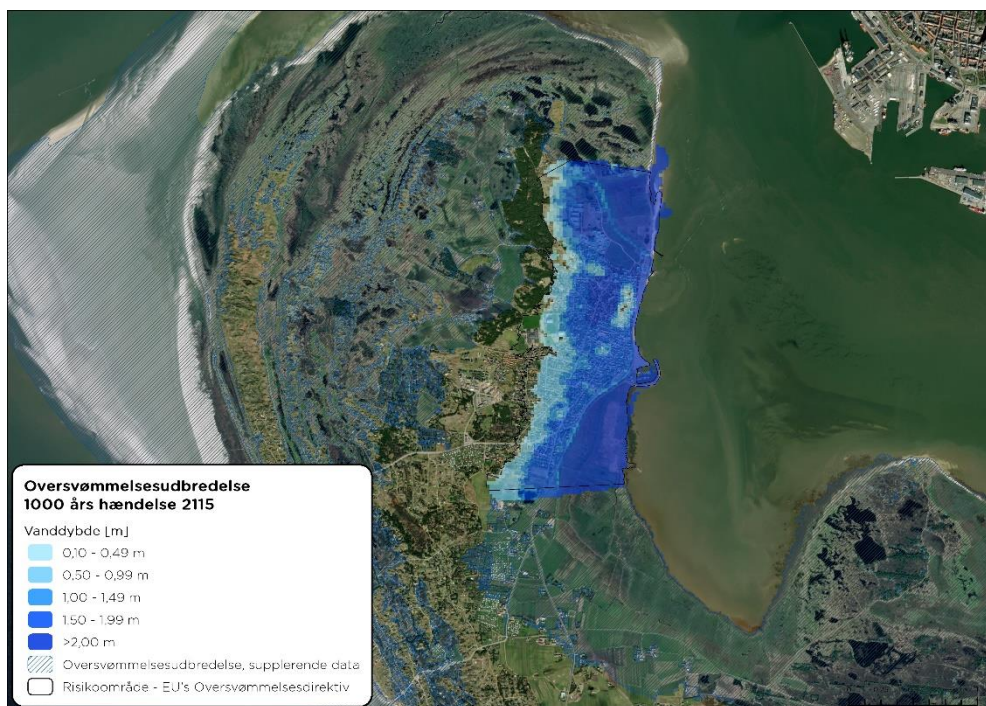 Oversvømmelsesudbredelse
1000 års hændelse 2115
Vanddybde [m]
0,10 - 0,49 m
0,50 - 0,99 m
1,00 - 1,49 m
1,50 - 1,99 m
>2,00 m
Oversvømmelsesudbredelse, supplerende data
Risikoområde - EU's Oversvømmelsesdirektiv